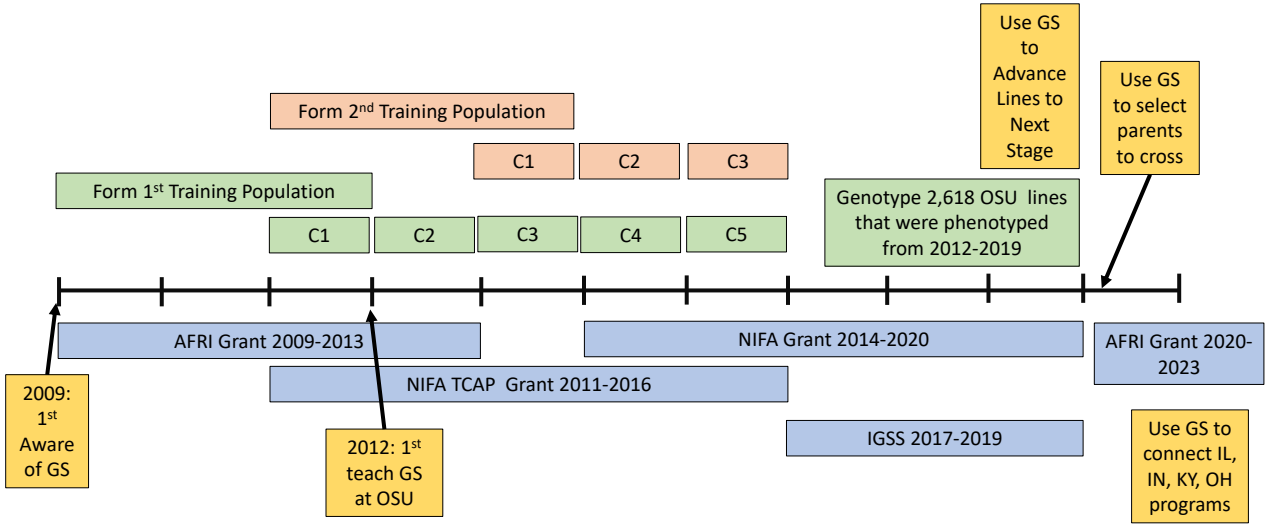 Use GS
to
Advance
Lines to
Next
Stage
Use GS
to select
parents
to cross
Form 2nd Training Population
C1
C2
C3
Form 1st Training Population
Genotype 2,618 OSU lines
that were phenotyped
from 2012-2019
C1
C2
C3
C4
C5
AFRI Grant 2009-2013
NIFA Grant 2014-2020
AFRI Grant 2020-
2023
NIFA TCAP Grant 2011-2016
2009:
1st
Aware
of GS
IGSS 2017-2019
2012: 1st
teach GS
at OSU
Use GS to
connect IL,
IN, KY, OH
programs